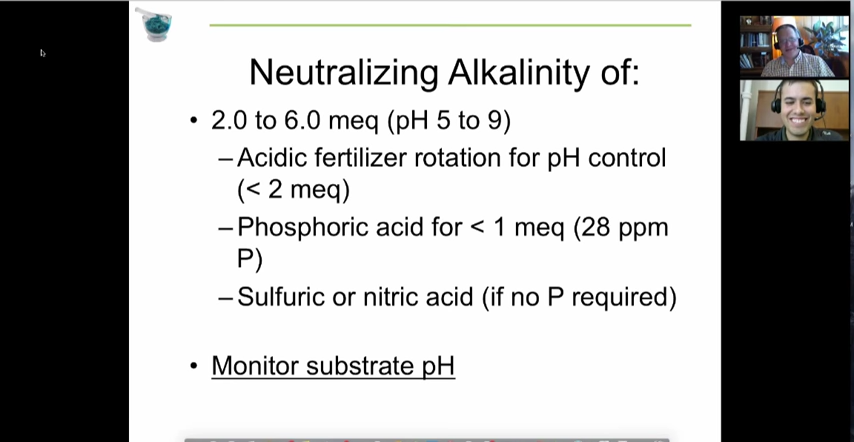 Neutralizing Alkalinity of:
• 2.0 to 6.0 meq (pH 5 to 9)
– Acidic fertilizer rotation for pH control
(< 2 meq)
– Phosphoric acid for < 1 meq (28 ppm
P)
– Sulfuric or nitric acid (if no P required)
• Monitor substrate pH